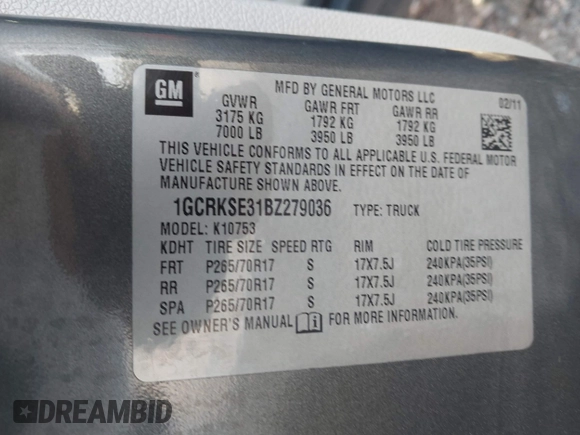 GM
MFD BY GENERAL MOTORS LLC
02/11
GVWR GAWR FRT GAWR RR
3175 KG 1792 KG 1792 KG
7000 LB 3950 LB 3950 LB
THIS VEHICLE CONFORMS TO ALL APPLICABLE U.S. FEDERAL MOTOR
VEHICLE SAFETY STANDARDS IN EFFECT ON THE DATE OF
MANUFACTURE SHOWN ABOVE.
1GCRKSE31BZ279036 TYPE: TRUCK
MODEL: K10753
KDHT TIRE SIZE SPEED RTG RIM COLD TIRE PRESSURE
FRT P265/70R17 S 17X7.5J 240KPA(35PSI)
RR P265/70R17 S 17X7.5J 240KPA(35PSI)
SPA P265/70R17 S 17X7.5J 240KPA(35PSI)
SEE OWNER'S MANUAL FOR MORE INFORMATION.
DREAMBID